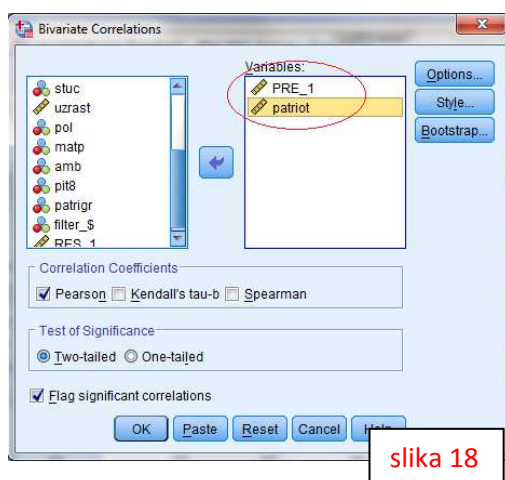 Bivariate Correlations
Variables:
stuc
uzrast
pol
matp
amb
pit8
patrigr
filter_$
RES_1
PRE_1
patriot
Options...
Style...
Bootstrap...
Correlation Coefficients
Pearson Kendall's tau-b Spearman
Test of Significance
Two-tailed One-tailed
Flag significant correlations
OK Paste Reset Cancel
slika 18